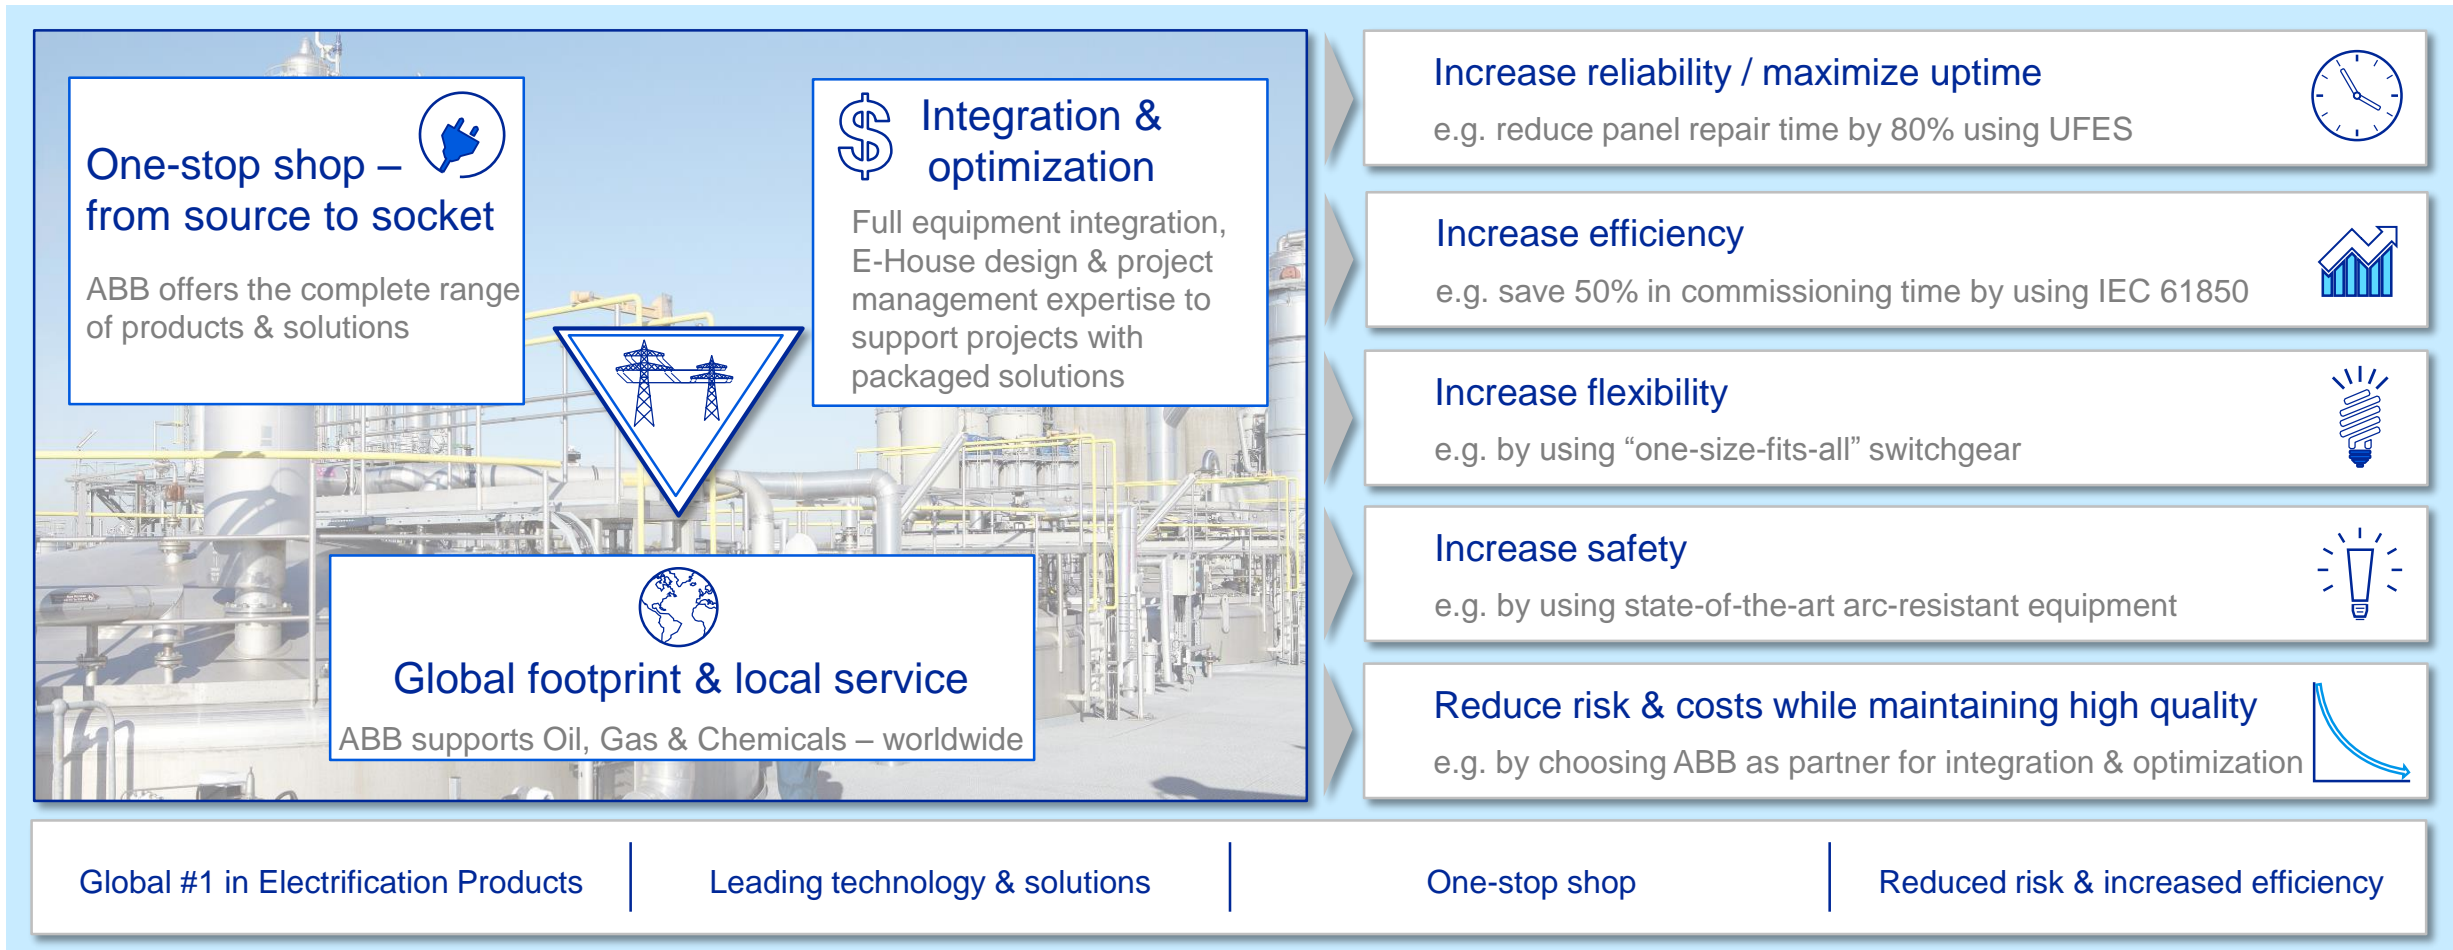 One-stop shop –
from source to socket
ABB offers the complete range
of products & solutions
$
Integration &
optimization
Full equipment integration,
E-House design & project
management expertise to
support projects with
packaged solutions
Global footprint & local service
ABB supports Oil, Gas & Chemicals – worldwide
Increase reliability / maximize uptime
e.g. reduce panel repair time by 80% using UFES
Increase efficiency
e.g. save 50% in commissioning time by using IEC 61850
Increase flexibility
e.g. by using “one-size-fits-all” switchgear
Increase safety
e.g. by using state-of-the-art arc-resistant equipment
Reduce risk & costs while maintaining high quality
e.g. by choosing ABB as partner for integration & optimization
Global #1 in Electrification Products
Leading technology & solutions
One-stop shop
Reduced risk & increased efficiency